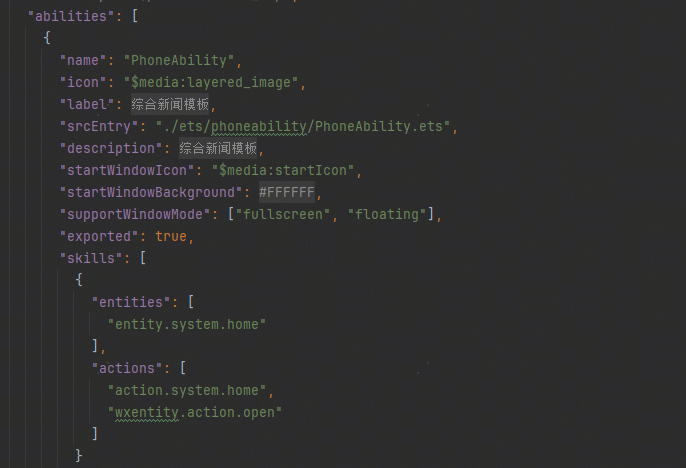 "abilities": [
{
"name": "PhoneAbility",
"icon": "$media:layered_image",
"label": 综合新闻模板,
"srcEntry": "./ets/phoneability/PhoneAbility.ets",
"description": 综合新闻模板,
"startWindowIcon": "$media:startIcon",
"startWindowBackground": #FFFFFF,
"supportWindowMode": ["fullscreen", "floating"],
"exported": true,
"skills": [
{
"entities": [
"entity.system.home"
],
"actions": [
"action.system.home",
"wxentity.action.open"
]
}